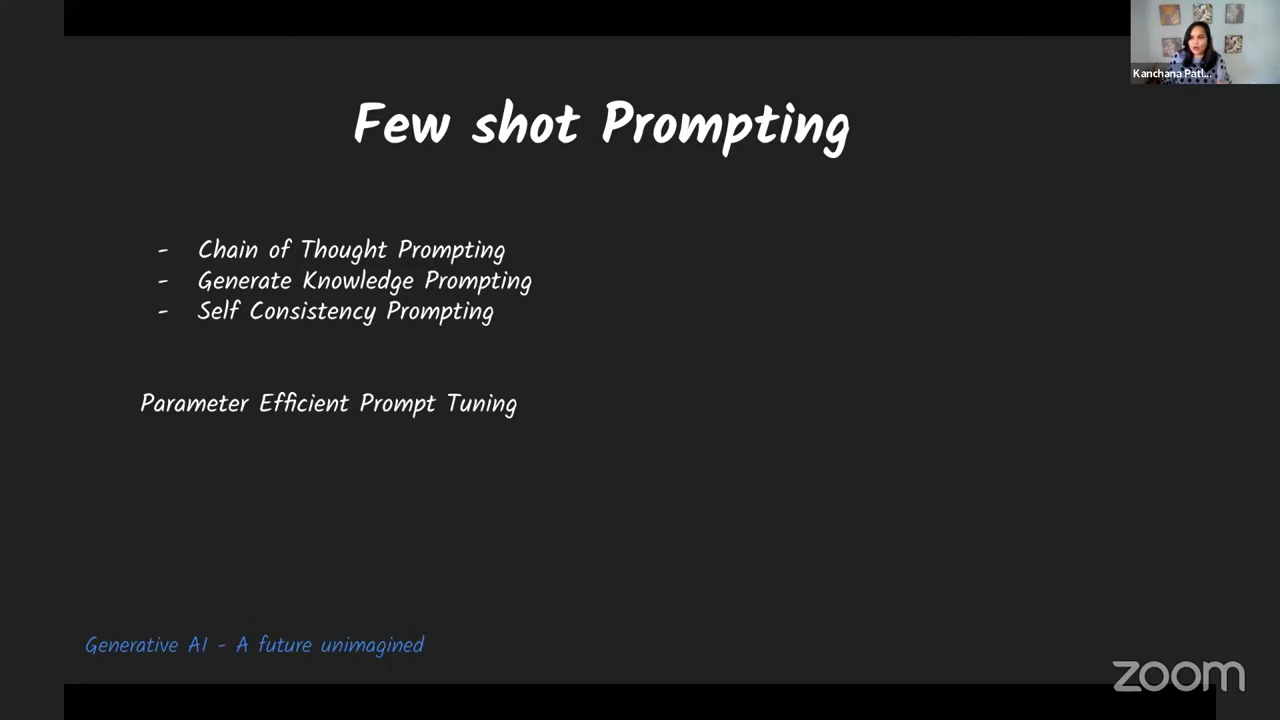 Few shot Prompting
Kanchana Patl...
- Chain of Thought Prompting
- Generate Knowledge Prompting
- Self Consistency Prompting
Parameter Efficient Prompt Tuning
Generative AI - A future unimagined
zoom